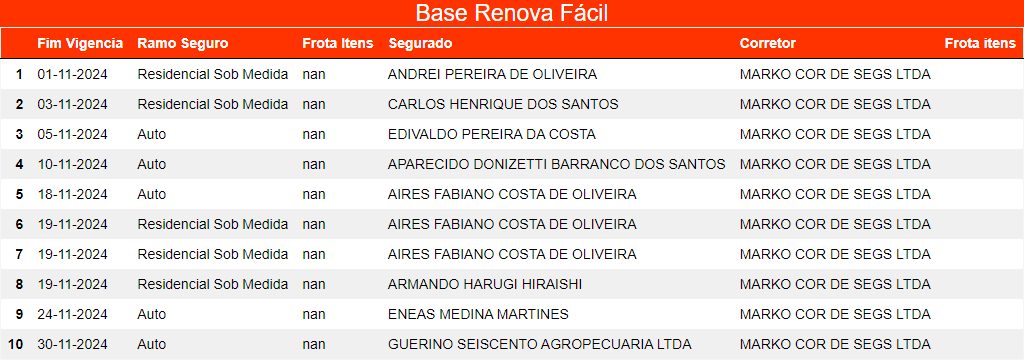 Base Renova Fácil
Fim Vigencia Ramo Seguro Frota Itens Segurado Corretor Frota itens
1 01-11-2024 Residencial Sob Medida nan ANDREI PEREIRA DE OLIVEIRA MARKO COR DE SEGS LTDA
2 03-11-2024 Residencial Sob Medida nan CARLOS HENRIQUE DOS SANTOS MARKO COR DE SEGS LTDA
3 05-11-2024 Auto nan EDIVALDO PEREIRA DA COSTA MARKO COR DE SEGS LTDA
4 10-11-2024 Auto nan APARECIDO DONIZETTI BARRANCO DOS SANTOS MARKO COR DE SEGS LTDA
5 18-11-2024 Auto nan AIRES FABIANO COSTA DE OLIVEIRA MARKO COR DE SEGS LTDA
6 19-11-2024 Residencial Sob Medida nan AIRES FABIANO COSTA DE OLIVEIRA MARKO COR DE SEGS LTDA
7 19-11-2024 Residencial Sob Medida nan AIRES FABIANO COSTA DE OLIVEIRA MARKO COR DE SEGS LTDA
8 19-11-2024 Residencial Sob Medida nan ARMANDO HARUGI HIRAISHI MARKO COR DE SEGS LTDA
9 24-11-2024 Auto nan ENEAS MEDINA MARTINES MARKO COR DE SEGS LTDA
10 30-11-2024 Auto nan GUERINO SEISCENTO AGROPECUARIA LTDA MARKO COR DE SEGS LTDA